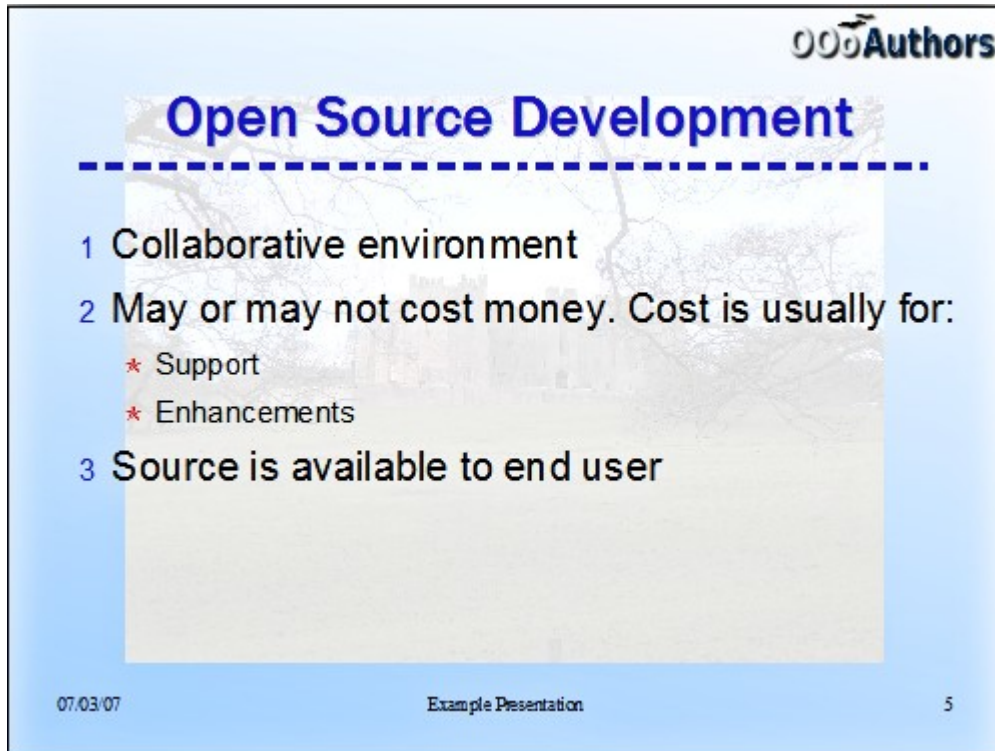 OOoAuthors
Open Source Development
1 Collaborative environment
2 May or may not cost money. Cost is usually for:
* Support
* Enhancements
3 Source is available to end user
07/03/07 Example Presentation 5